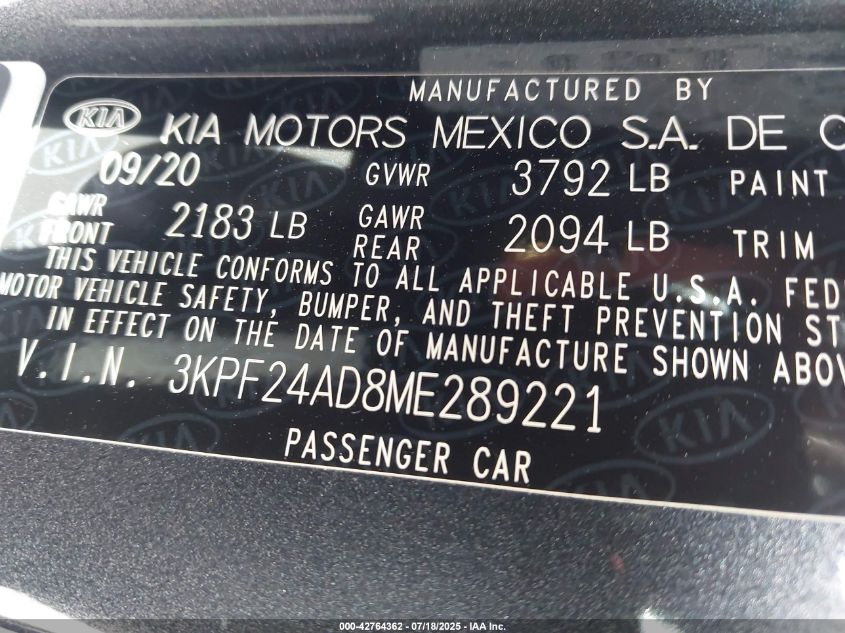 MANUFACTURED BY
KIA KIA MOTORS MEXICO S.A. DE C
09/20 GVWR 3792 LB PAINT
GAWR FRONT 2183 LB GAWR REAR 2094 LB TRIM
THIS VEHICLE CONFORMS TO ALL APPLICABLE U.S.A. FED
MOTOR VEHICLE SAFETY, BUMPER, AND THEFT PREVENTION ST
IN EFFECT ON THE DATE OF MANUFACTURE SHOWN ABOV
V.I.N. 3KPF24AD8ME289221
PASSENGER CAR
000-42764362 - 07/18/2025 - IAA Inc.